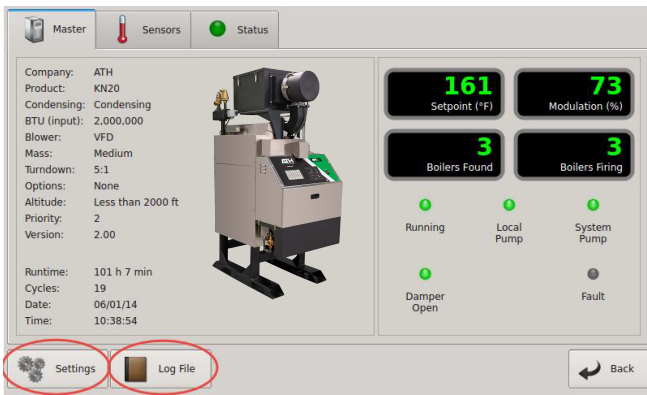 Master
Sensors
Status
Company: ATH
Product: KN20
Condensing: Condensing
BTU (input): 2,000,000
Blower: VFD
Mass: Medium
Turndown: 5:1
Options: None
Altitude: Less than 2000 ft
Priority: 2
Version: 2.00
Runtime: 101 h 7 min
Cycles: 19
Date: 06/01/14
Time: 10:38:54
ATH
161
Setpoint (°F)
73
Modulation (%)
3
Boilers Found
3
Boilers Firing
Running
Local
Pump
System
Pump
Damper
Open
Fault
Settings
Log File
Back